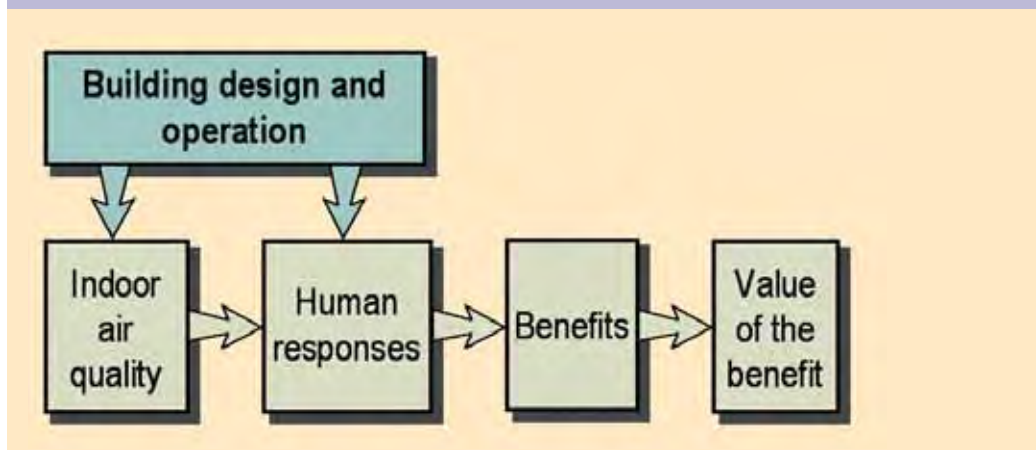 Building design and
operation
Indoor
air
quality
Human
responses
Benefits
Value
of the
benefit